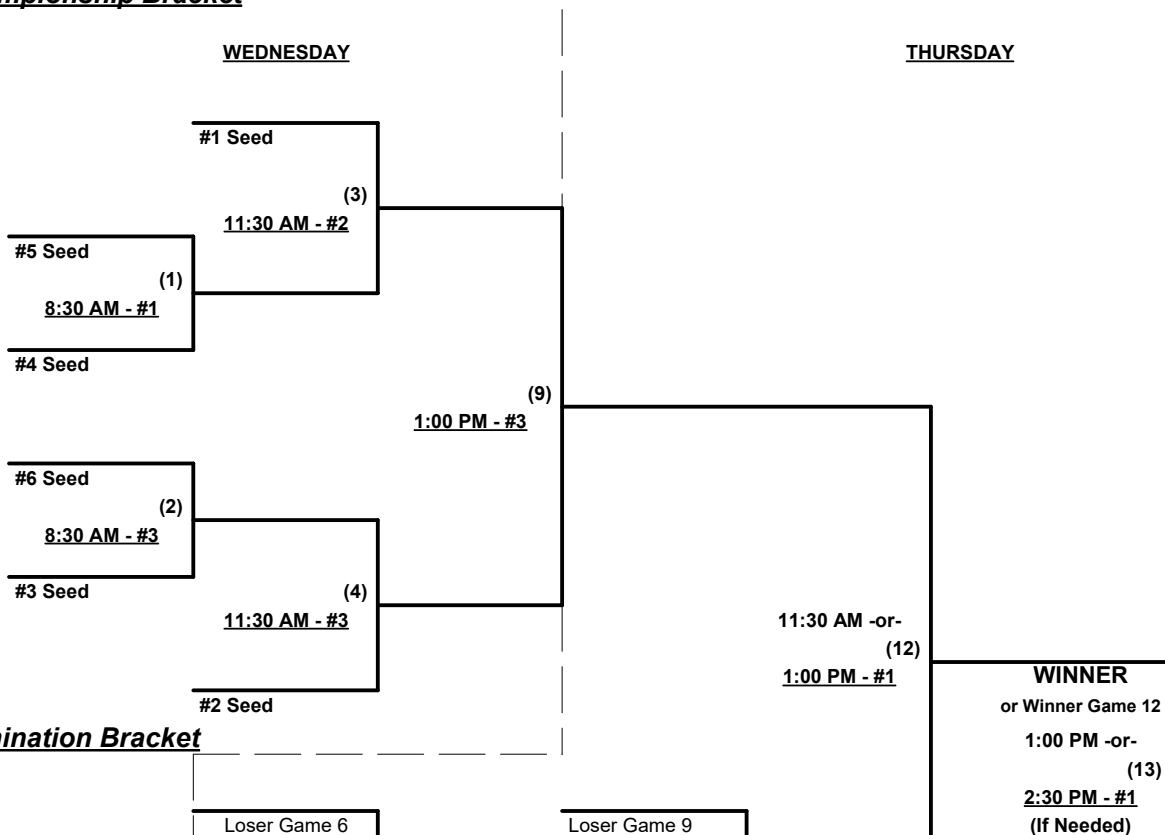 Bracket
WEDNESDAY
THURSDAY
#1 Seed
(3)
11:30 AM - #2
#5 Seed
(1)
8:30 AM - #1
#4 Seed
(9)
1:00 PM - #3
#6 Seed
(2)
8:30 AM - #3
#3 Seed
(4)
11:30 AM - #3
#2 Seed
11:30 AM -or-
(12)
1:00 PM - #1
WINNER
or Winner Game 12
1:00 PM -or-
(13)
2:30 PM - #1
(If Needed)
Bracket
Loser Game 6
Loser Game 9